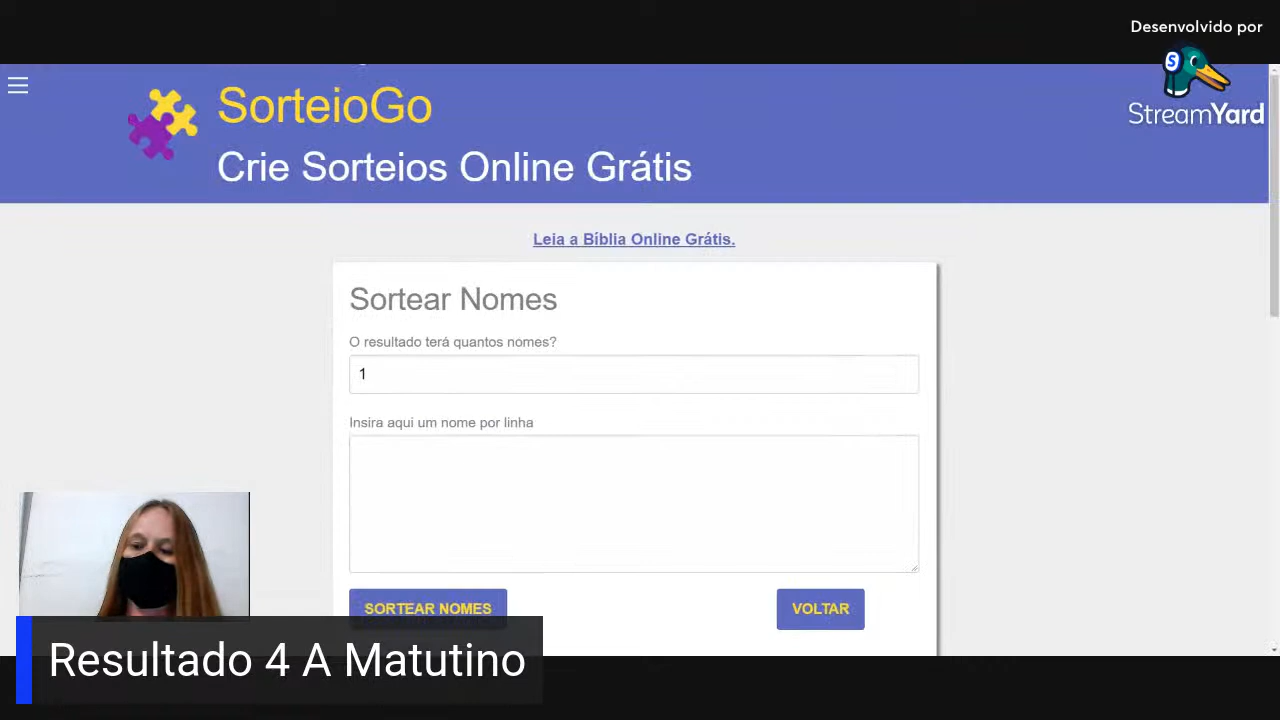 Desenvolvido por
S
StreamYard
SorteioGo
Crie Sorteios Online Grátis
Leia a Bíblia Online Grátis.
Sortear Nomes
O resultado terá quantos nomes?
1
Insira aqui um nome por linha
SORTEAR NOMES
VOLTAR
Resultado 4 A Matutino